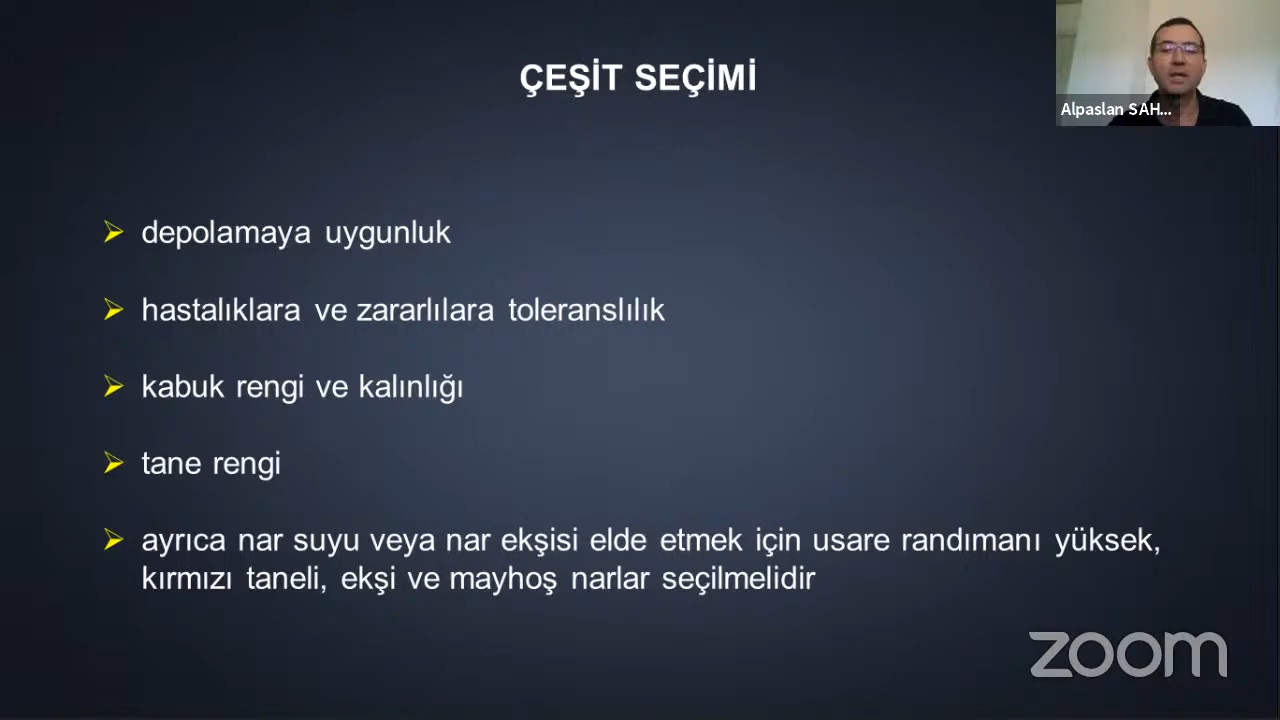 ÇEŞİT SEÇİMİ
Alpaslan SAH...
depolamaya uygunluk
hastalıklara ve zararlılara toleranslılık
kabuk rengi ve kalınlığı
tane rengi
ayrıca nar suyu veya nar ekşisi elde etmek için usare randımanı yüksek,
kırmızı taneli, ekşi ve mayhoş narlar seçilmelidir
zoom